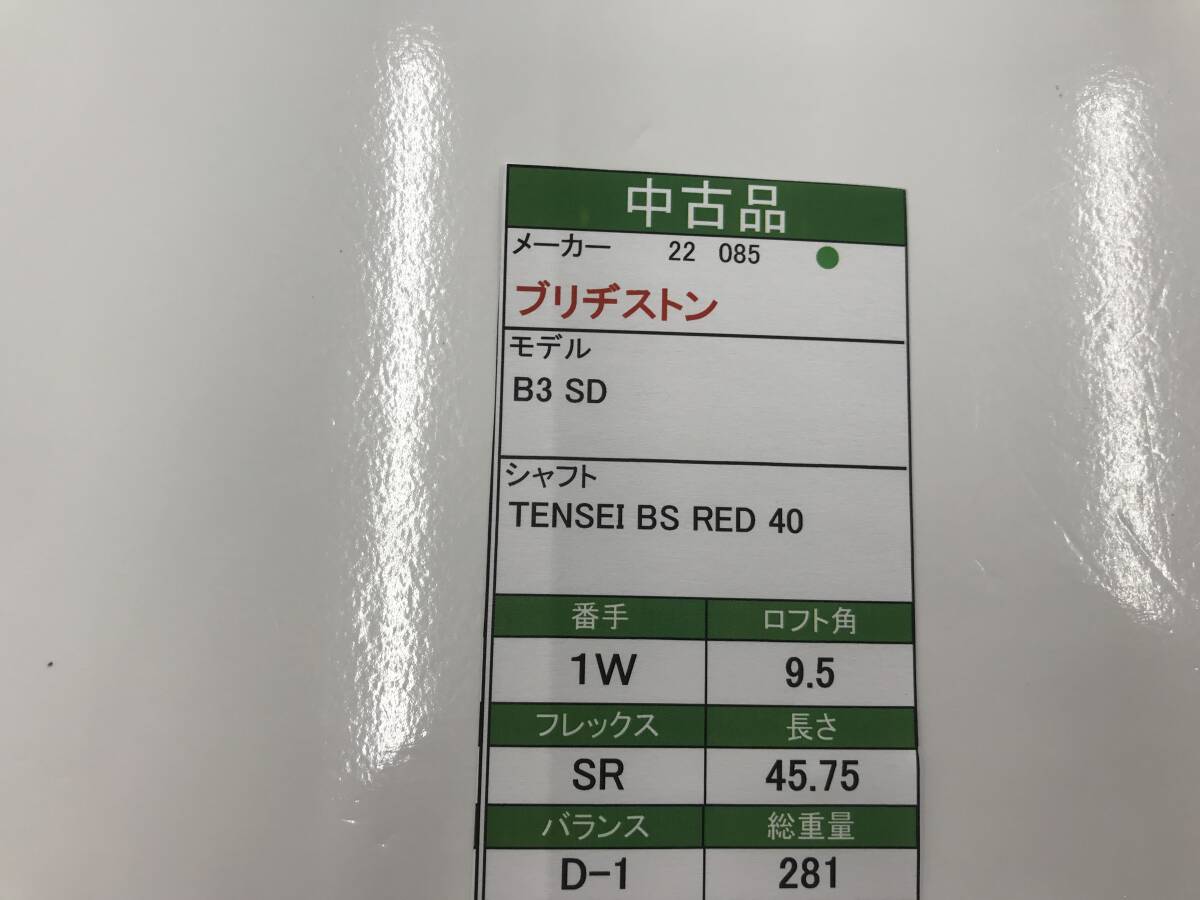 中古品
メーカー 22 085
ブリヂストン
モデル
B3 SD
シャフト
TENSEI BS RED 40
番手 ロフト角
1W 9.5
フレックス 長さ
SR 45.75
バランス 総重量
D-1 281